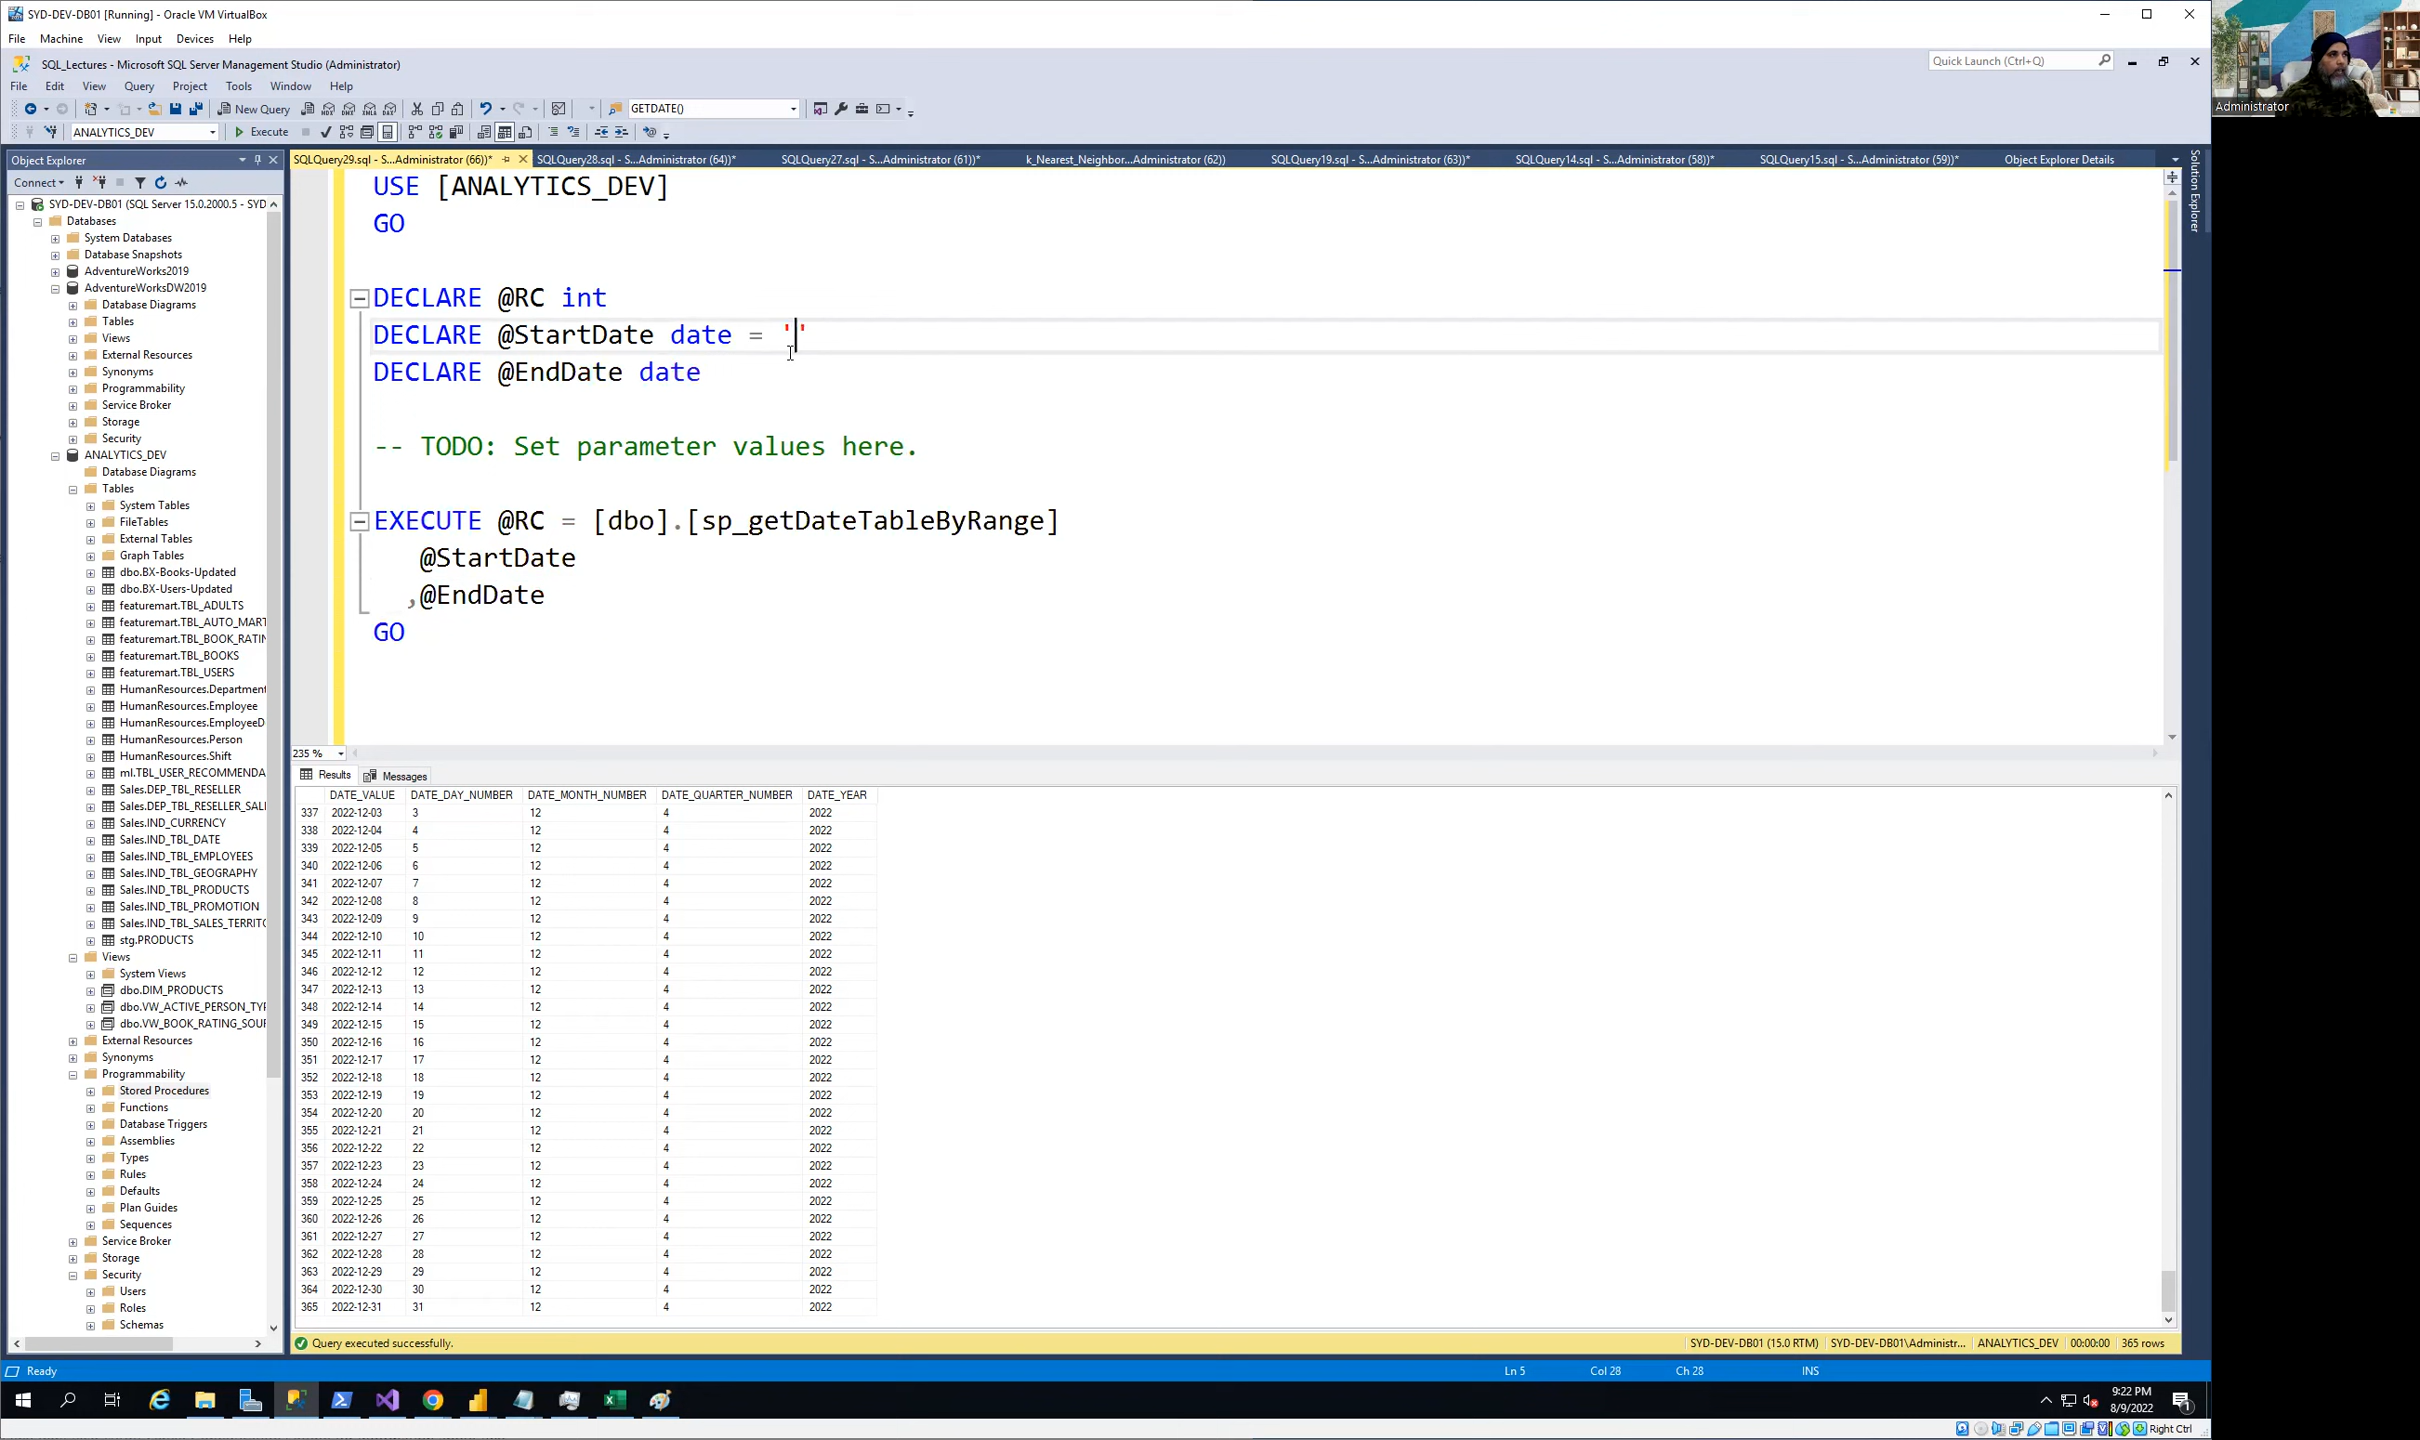 SYD-DEV-DB01 [Running] - Oracle VM VirtualBox
File Machine View Input Devices Help
SQL_Lectures - Microsoft SQL Server Management Studio (Administrator)
Quick Launch (Ctrl+Q)
Administrator
File Edit View Query Project Tools Window Help
New Query
GETDATE()
ANALYTICS_DEV
Execute
Object Explorer
SQLQuery29.sql - S...Administrator (66))*
SQLQuery28.sql - S...Administrator (64))*
SQLQuery27.sql - S...Administrator (61))*
k_Nearest_Neighbor...Administrator (62))
SQLQuery19.sql - S...Administrator (63))*
SQLQuery14.sql - S...Administrator (58))*
SQLQuery15.sql - S...Administrator (59))*
Object Explorer Details
Solution Explorer
Connect
SYD-DEV-DB01 (SQL Server 15.0.2000.5 - SYD
Databases
System Databases
Database Snapshots
AdventureWorks2019
AdventureWorksDW2019
Database Diagrams
Tables
Views
External Resources
Synonyms
Programmability
Service Broker
Storage
Security
ANALYTICS_DEV
Database Diagrams
Tables
System Tables
FileTables
External Tables
Graph Tables
dbo.BX-Books-Updated
dbo.BX-Users-Updated
featuremart.TBL_ADULTS
featuremart.TBL_AUTO_MART
featuremart.TBL_BOOK_RATIN
featuremart.TBL_BOOKS
featuremart.TBL_USERS
HumanResources.Department
HumanResources.Employee
HumanResources.EmployeeD
HumanResources.Person
HumanResources.Shift
ml.TBL_USER_RECOMMENDA
Sales.DEP_TBL_RESELLER
Sales.DEP_TBL_RESELLER_SAL
Sales.IND_CURRENCY
Sales.IND_TBL_DATE
Sales.IND_TBL_EMPLOYEES
Sales.IND_TBL_GEOGRAPHY
Sales.IND_TBL_PRODUCTS
Sales.IND_TBL_PROMOTION
Sales.IND_TBL_SALES_TERRITO
stg.PRODUCTS
Views
System Views
dbo.DIM_PRODUCTS
dbo.VW_ACTIVE_PERSON_TYP
dbo.VW_BOOK_RATING_SOUR
External Resources
Synonyms
Programmability
Stored Procedures
Functions
Database Triggers
Assemblies
Types
Rules
Defaults
Plan Guides
Sequences
Service Broker
Storage
Security
Users
Roles
Schemas
USE [ANALYTICS_DEV]
GO
DECLARE @RC int
DECLARE @StartDate date = ''
DECLARE @EndDate date
-- TODO: Set parameter values here.
EXECUTE @RC = [dbo].[sp_getDateTableByRange]
@StartDate
,@EndDate
GO
235 %
Results Messages
DATE_VALUE DATE_DAY_NUMBER DATE_MONTH_NUMBER DATE_QUARTER_NUMBER DATE_YEAR
337 2022-12-03 3 12 4 2022
338 2022-12-04 4 12 4 2022
339 2022-12-05 5 12 4 2022
340 2022-12-06 6 12 4 2022
341 2022-12-07 7 12 4 2022
342 2022-12-08 8 12 4 2022
343 2022-12-09 9 12 4 2022
344 2022-12-10 10 12 4 2022
345 2022-12-11 11 12 4 2022
346 2022-12-12 12 12 4 2022
347 2022-12-13 13 12 4 2022
348 2022-12-14 14 12 4 2022
349 2022-12-15 15 12 4 2022
350 2022-12-16 16 12 4 2022
351 2022-12-17 17 12 4 2022
352 2022-12-18 18 12 4 2022
353 2022-12-19 19 12 4 2022
354 2022-12-20 20 12 4 2022
355 2022-12-21 21 12 4 2022
356 2022-12-22 22 12 4 2022
357 2022-12-23 23 12 4 2022
358 2022-12-24 24 12 4 2022
359 2022-12-25 25 12 4 2022
360 2022-12-26 26 12 4 2022
361 2022-12-27 27 12 4 2022
362 2022-12-28 28 12 4 2022
363 2022-12-29 29 12 4 2022
364 2022-12-30 30 12 4 2022
365 2022-12-31 31 12 4 2022
Query executed successfully.
SYD-DEV-DB01 (15.0 RTM) SYD-DEV-DB01\Administr... ANALYTICS_DEV 00:00:00 365 rows
Ready
Ln 5 Col 28 Ch 28 INS
9:22 PM
8/9/2022
Right Ctrl